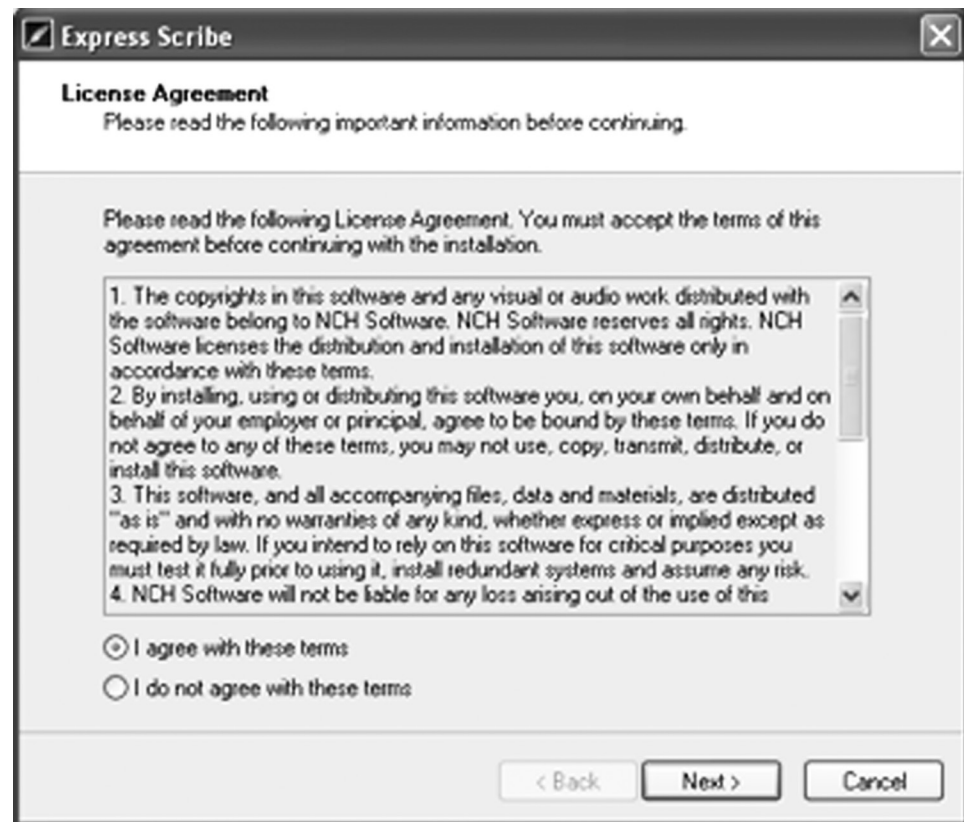 Express Scribe
License Agreement
Please read the following important information before continuing.
Please read the following License Agreement. You must accept the terms of this
agreement before continuing with the installation.
1. The copyrights in this software and any visual or audio work distributed with
the software belong to NCH Software. NCH Software reserves all rights. NCH
Software licenses the distribution and installation of this software only in
accordance with these terms.
2. By installing, using or distributing this software you, on your own behalf and on
behalf of your employer or principal, agree to be bound by these terms. If you do
not agree to any of these terms, you may not use, copy, transmit, distribute, or
install this software.
3. This software, and all accompanying files, data and materials, are distributed
"as is" and with no warranties of any kind, whether express or implied except as
required by law. If you intend to rely on this software for critical purposes you
must test it fully prior to using it, install redundant systems and assume any risk.
4. NCH Software will not be liable for any loss arising out of the use of this
I agree with these terms
I do not agree with these terms
< Back Next > Cancel